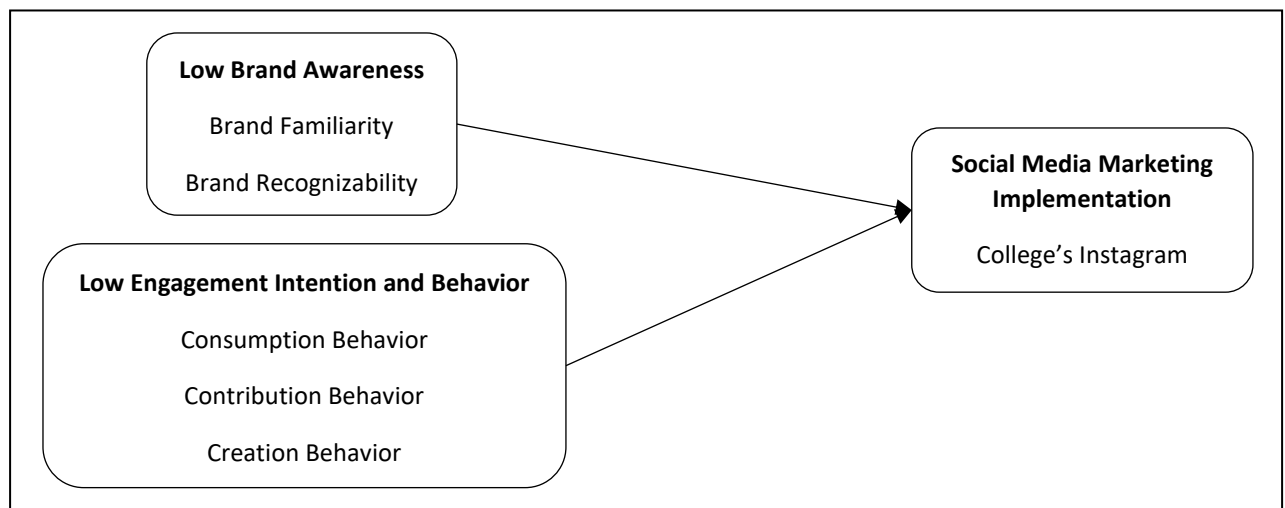 Low Brand Awareness
Brand Familiarity
Brand Recognizability
Low Engagement Intention and Behavior
Consumption Behavior
Contribution Behavior
Creation Behavior
Social Media Marketing
Implementation
College’s Instagram